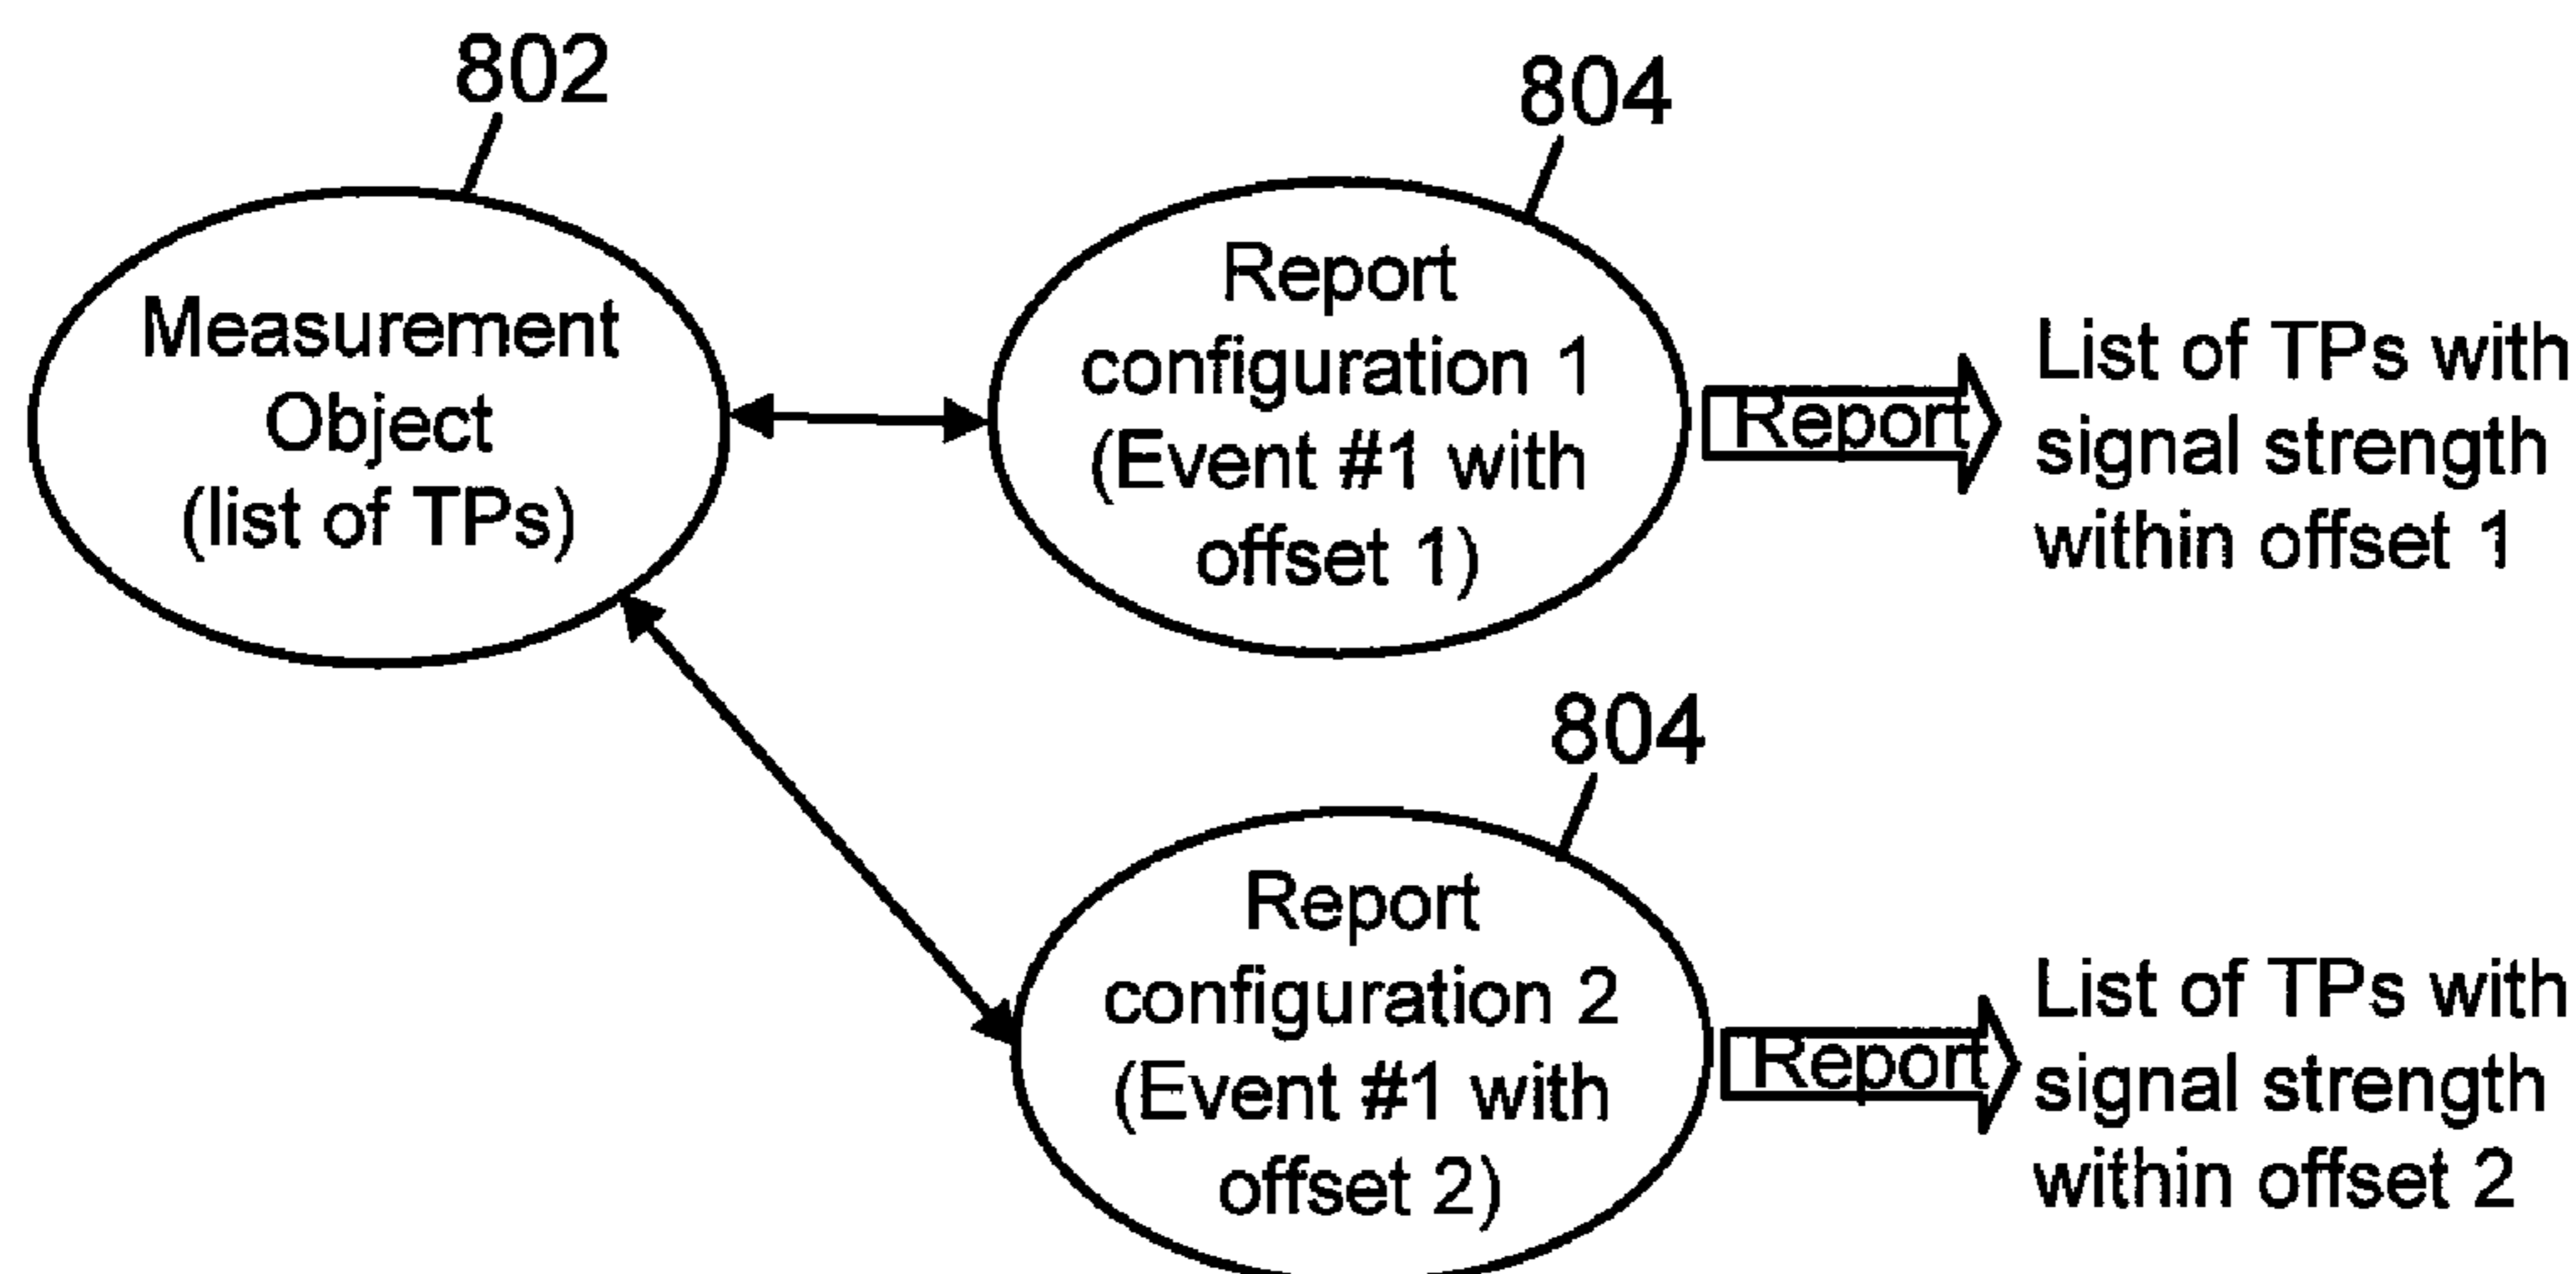 802
Measurement
Object
(list of TPs)
804
Report
configuration 1
(Event #1 with
offset 1)
Report
List of TPs with
signal strength
within offset 1
804
Report
configuration 2
(Event #1 with
offset 2)
Report
List of TPs with
signal strength
within offset 2